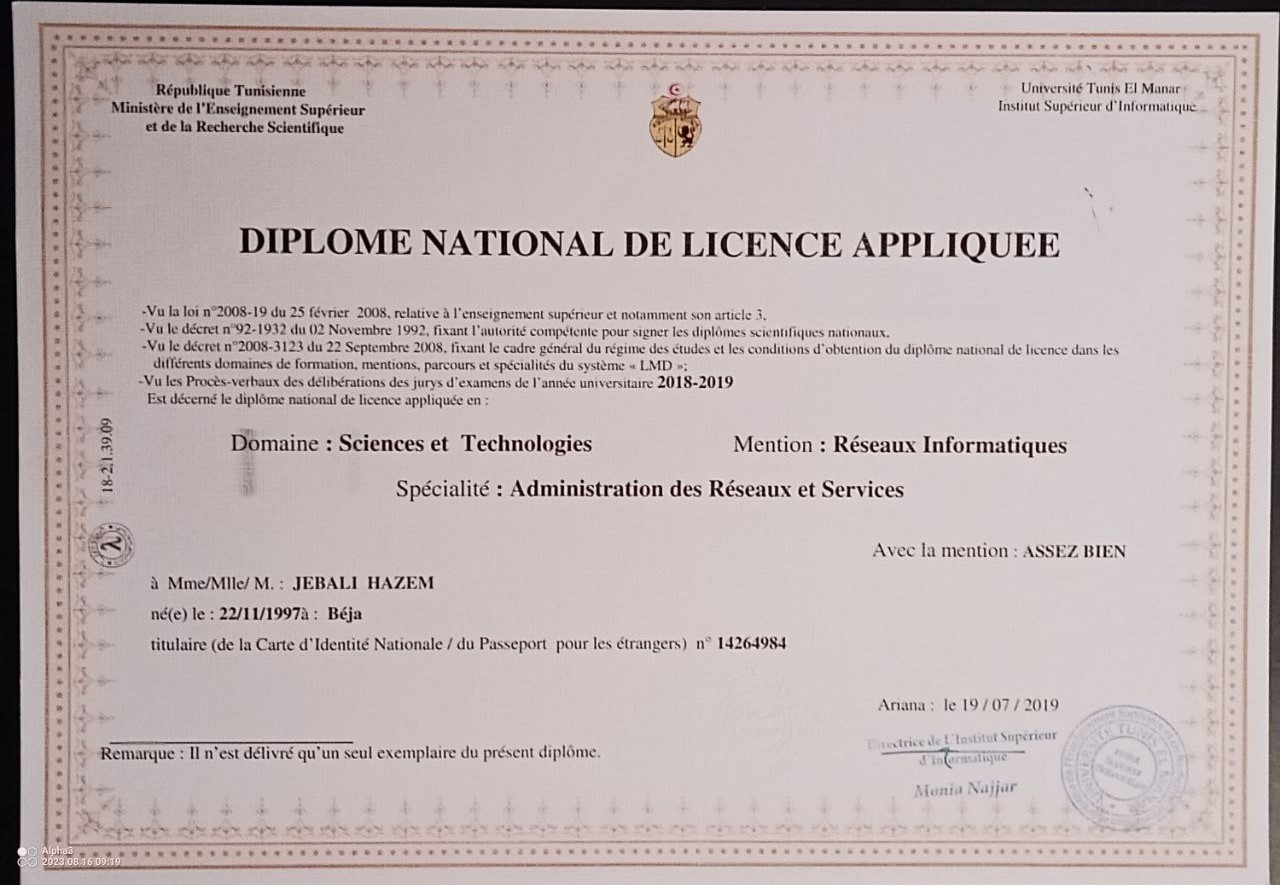 République Tunisienne
Ministère de l'Enseignement Supérieur
et de la Recherche Scientifique
Université Tunis El Manar
Institut Supérieur d'Informatique
DIPLOME NATIONAL DE LICENCE APPLIQUEE
-Vu la loi n°2008-19 du 25 février 2008, relative à l'enseignement supérieur et notamment son article 3,
-Vu le décret n°92-1932 du 02 Novembre 1992, fixant l'autorité compétente pour signer les diplômes scientifiques nationaux,
-Vu le décret n°2008-3123 du 22 Septembre 2008, fixant le cadre général du régime des études et les conditions d'obtention du diplôme national de licence dans les
différents domaines de formation, mentions, parcours et spécialités du système « LMD »;
-Vu les Procès-verbaux des délibérations des jurys d'examens de l'année universitaire 2018-2019
Est décerné le diplôme national de licence appliquée en :
Domaine : Sciences et Technologies
Mention : Réseaux Informatiques
Spécialité : Administration des Réseaux et Services
18-2.1.39.09
Avec la mention : ASSEZ BIEN
à Mme/Mlle/ M. : JEBALI HAZEM
né(e) le : 22/11/1997à : Béja
titulaire (de la Carte d'Identité Nationale / du Passeport pour les étrangers) n° 14264984
Ariana : le 19 / 07 / 2019
Directrice de L'Institut Supérieur
d'informatique
Monia Najjar
UNIVERSITE TUNIS EL MANAR
Remarque : Il n'est délivré qu'un seul exemplaire du présent diplôme.
Alpha3
2023.08.16 09:19